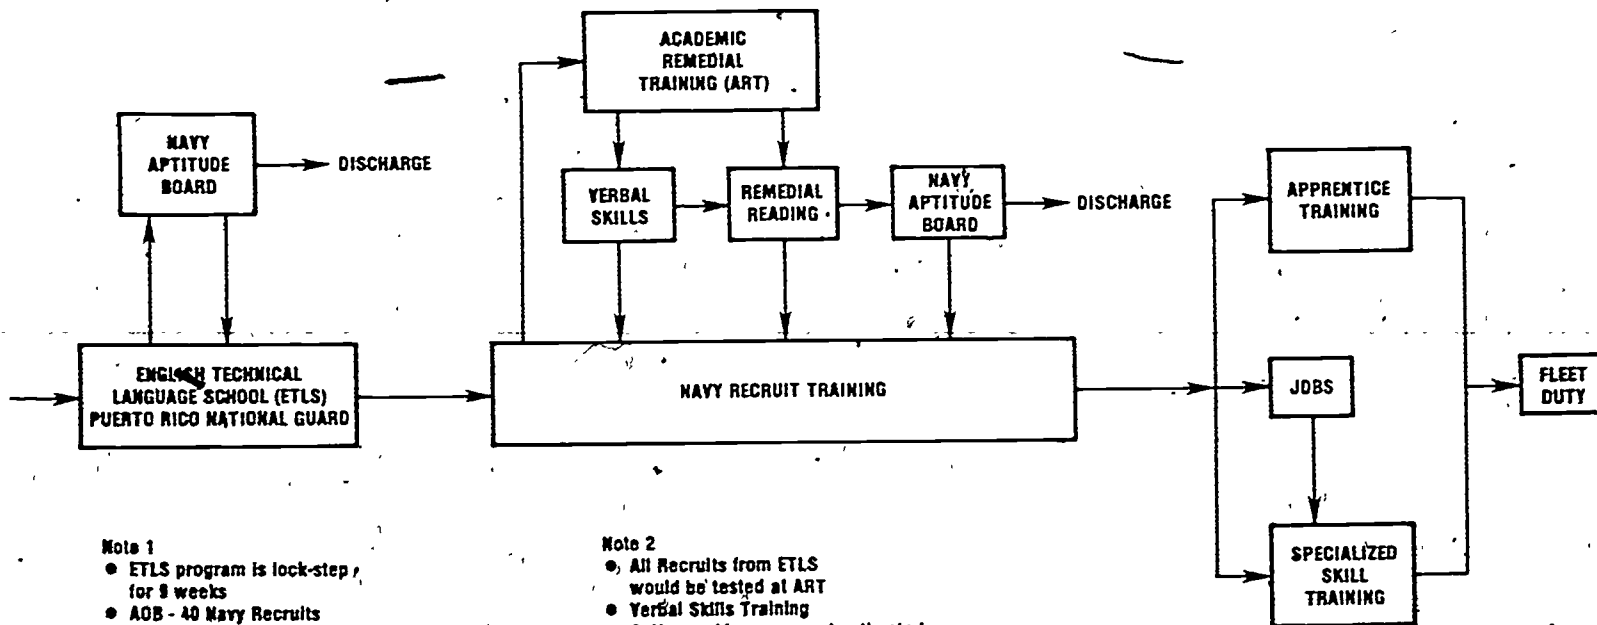 ACADEMIC
REMEDIAL
TRAINING (ART)
NAVY
APTITUDE
BOARD
DISCHARGE
VERBAL
SKILLS
REMEDIAL
READING
NAVY
APTITUDE
BOARD
DISCHARGE
APPRENTICE
TRAINING
ENGLISH TECHNICAL
LANGUAGE SCHOOL (ETLS)
PUERTO RICO NATIONAL GUARD
NAVY RECRUIT TRAINING
JOBS
FLEET
DUTY
SPECIALIZED
SKILL
TRAINING
Note 1
● ETLS program is lock-step
for 9 weeks
● AOB - 40 Navy Recruits
Note 2
● All Recruits from ETLS
would be tested at ART
● Verbal Skills Training